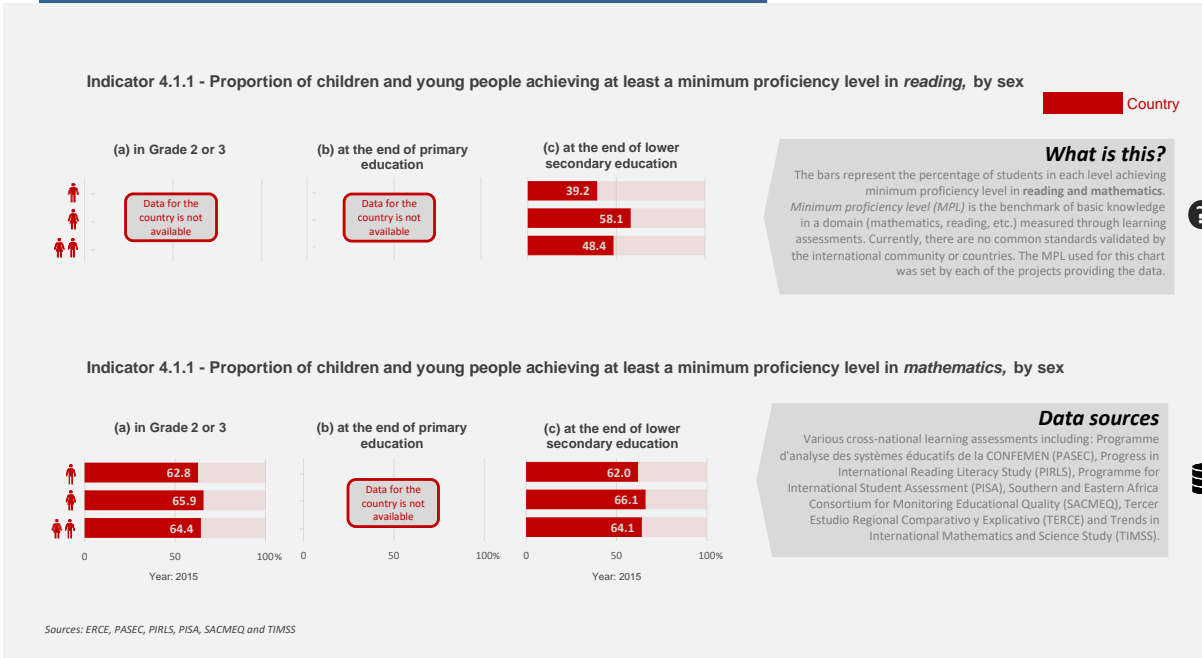 Indicator 4.1.1 - Proportion of children and young people achieving at least a minimum proficiency level in reading, by sex
Country
(a) in Grade 2 or 3
(b) at the end of primary
education
(c) at the end of lower
secondary education
Data for the
country is not
available
Data for the
country is not
available
39.2
58.1
48.4
What is this?
The bars represent the percentage of students in each level achieving
minimum proficiency level in reading and mathematics.
Minimum proficiency level (MPL) is the benchmark of basic knowledge
in a domain (mathematics, reading, etc.) measured through learning
assessments. Currently, there are no common standards validated by
the international community or countries. The MPL used for this chart
was set by each of the projects providing the data.
?
Indicator 4.1.1 - Proportion of children and young people achieving at least a minimum proficiency level in mathematics, by sex
(a) in Grade 2 or 3
(b) at the end of primary
education
(c) at the end of lower
secondary education
62.8
65.9
64.4
0 50 100%
Year: 2015
Data for the
country is not
available
0 50 100%
62.0
66.1
64.1
0 50 100%
Year: 2015
Data sources
Various cross-national learning assessments including: Programme
d'analyse des systèmes éducatifs de la CONFEMEN (PASEC), Progress in
International Reading Literacy Study (PIRLS), Programme for
International Student Assessment (PISA), Southern and Eastern Africa
Consortium for Monitoring Educational Quality (SACMEQ), Tercer
Estudio Regional Comparativo y Explicativo (TERCE) and Trends in
International Mathematics and Science Study (TIMSS).
Sources: ERCE, PASEC, PIRLS, PISA, SACMEQ and TIMSS